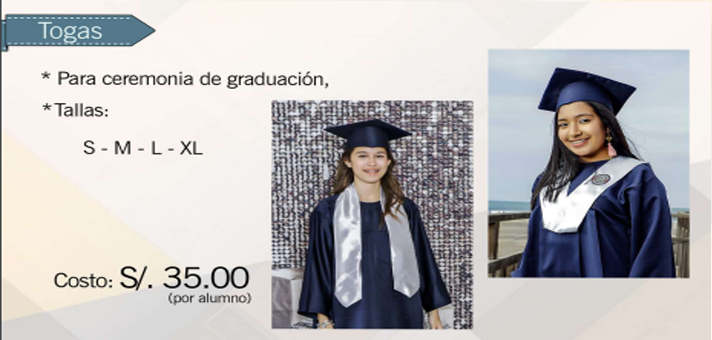 Togas
* Para ceremonia de graduación,
*Tallas:
S - M - L - XL
Costo: S/. 35.00
(por alumno)